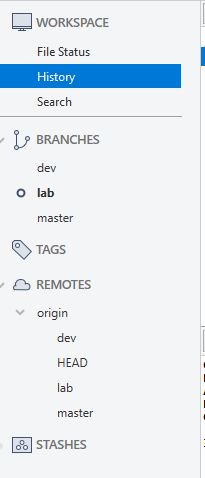 WORKSPACE
File Status
History
Search
BRANCHES
dev
lab
master
TAGS
REMOTES
origin
dev
HEAD
lab
master
STASHES